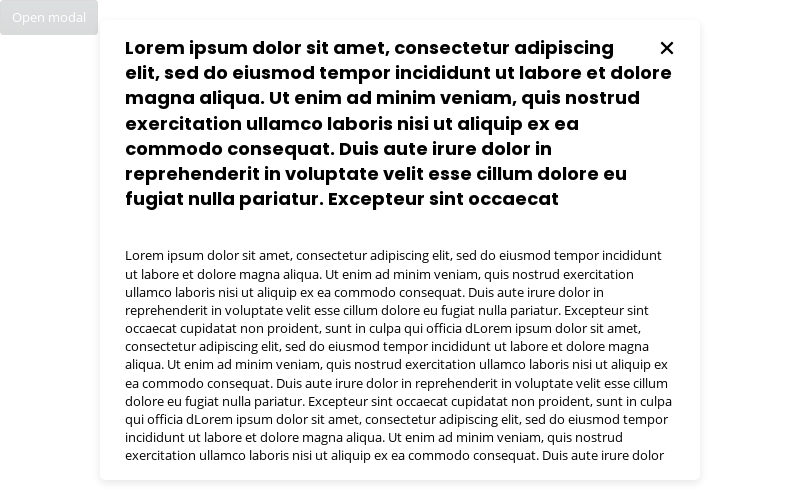 Open modal
Lorem ipsum dolor sit amet, consectetur adipiscing
elit, sed do eiusmod tempor incididunt ut labore et dolore
magna aliqua. Ut enim ad minim veniam, quis nostrud
exercitation ullamco laboris nisi ut aliquip ex ea
commodo consequat. Duis aute irure dolor in
reprehenderit in voluptate velit esse cillum dolore eu
fugiat nulla pariatur. Excepteur sint occaecat
Lorem ipsum dolor sit amet, consectetur adipiscing elit, sed do eiusmod tempor incididunt
ut labore et dolore magna aliqua. Ut enim ad minim veniam, quis nostrud exercitation
ullamco laboris nisi ut aliquip ex ea commodo consequat. Duis aute irure dolor in
reprehenderit in voluptate velit esse cillum dolore eu fugiat nulla pariatur. Excepteur sint
occaecat cupidatat non proident, sunt in culpa qui officia dLorem ipsum dolor sit amet,
consectetur adipiscing elit, sed do eiusmod tempor incididunt ut labore et dolore magna
aliqua. Ut enim ad minim veniam, quis nostrud exercitation ullamco laboris nisi ut aliquip ex
ea commodo consequat. Duis aute irure dolor in reprehenderit in voluptate velit esse cillum
dolore eu fugiat nulla pariatur. Excepteur sint occaecat cupidatat non proident, sunt in culpa
qui officia dLorem ipsum dolor sit amet, consectetur adipiscing elit, sed do eiusmod tempor
incididunt ut labore et dolore magna aliqua. Ut enim ad minim veniam, quis nostrud
exercitation ullamco laboris nisi ut aliquip ex ea commodo consequat. Duis aute irure dolor